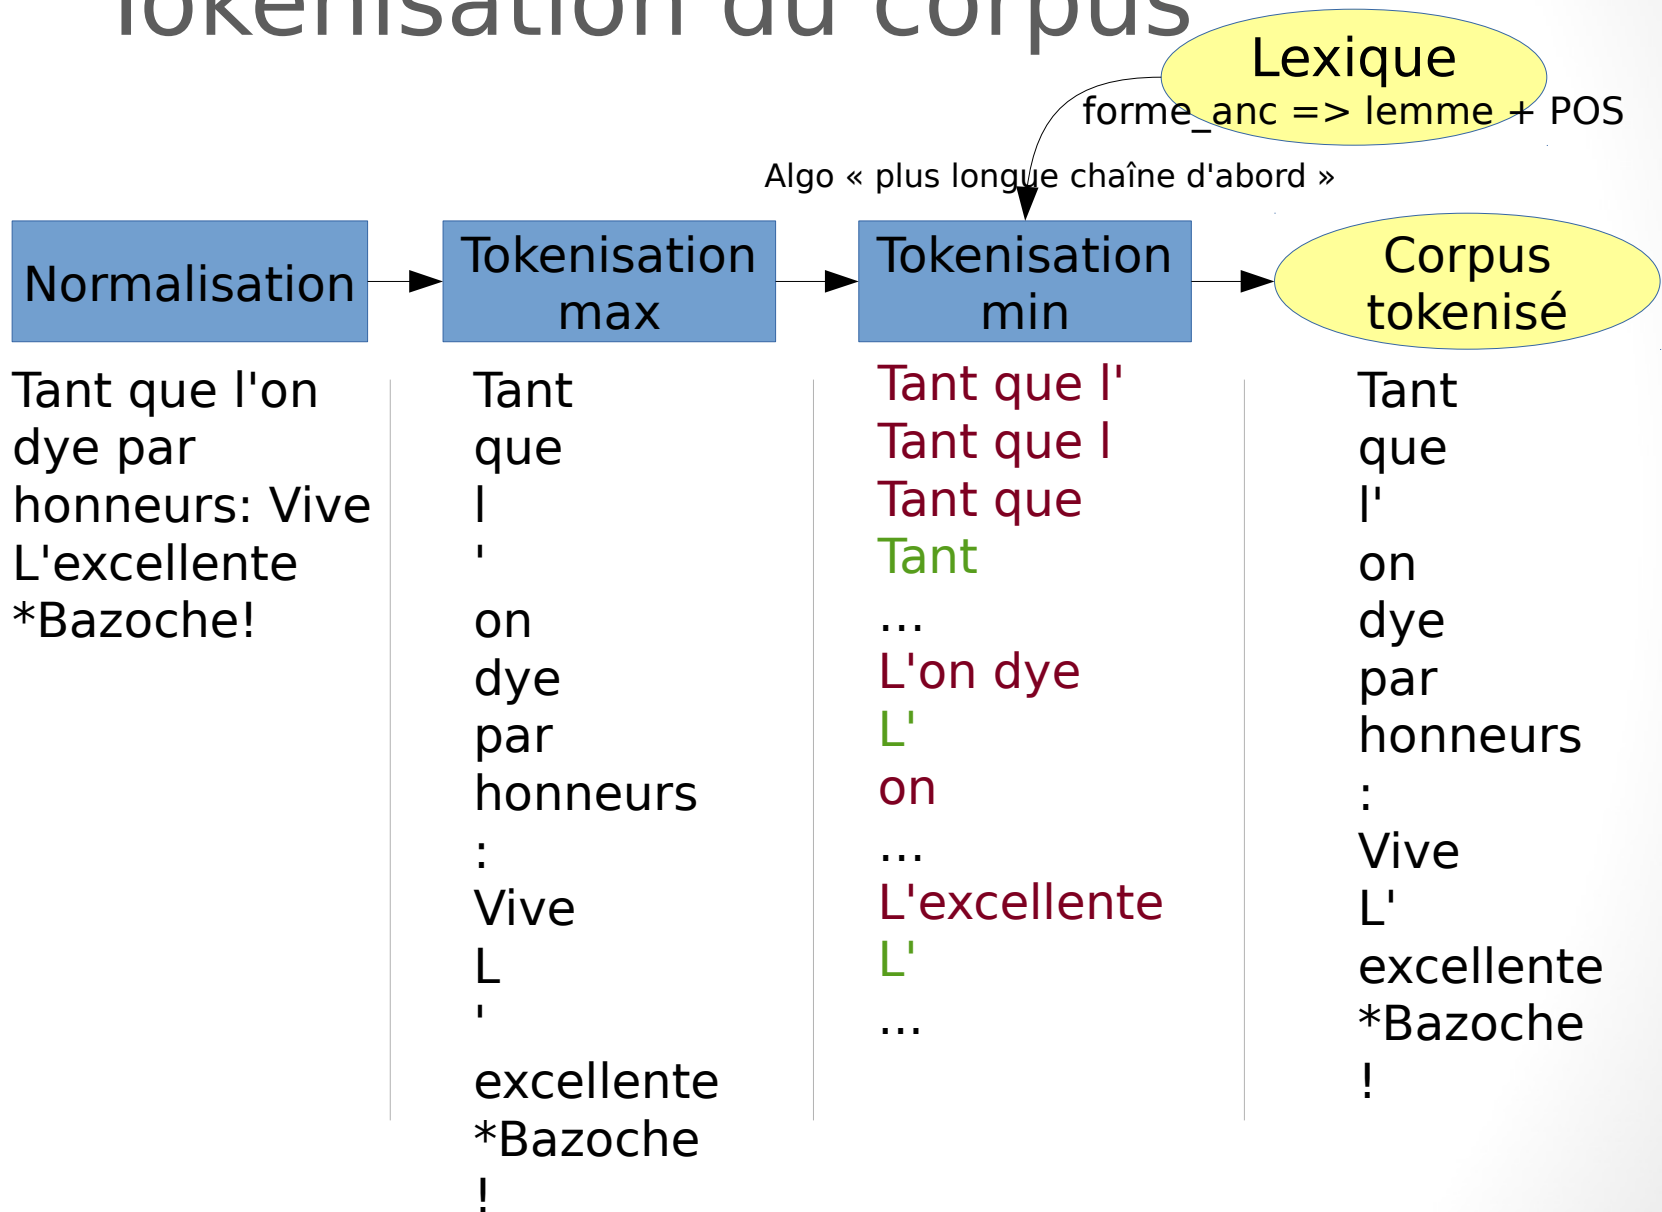 Tokenisation du corpus
Lexique
forme_anc => lemme + POS
Algo « plus longue chaîne d'abord »
Normalisation
Tokenisation
max
Tokenisation
min
Corpus
tokenisé
Tant que l'on
dye par
honneurs: Vive
L'excellente
*Bazoche!
Tant
que
l
'
on
dye
par
honneurs
:
Vive
L
'
excellente
*Bazoche
!
Tant que l'
Tant que l
Tant que
Tant
...
L'on dye
L'
on
...
L'excellente
L'
...
Tant
que
l'
on
dye
par
honneurs
:
Vive
L'
excellente
*Bazoche
!